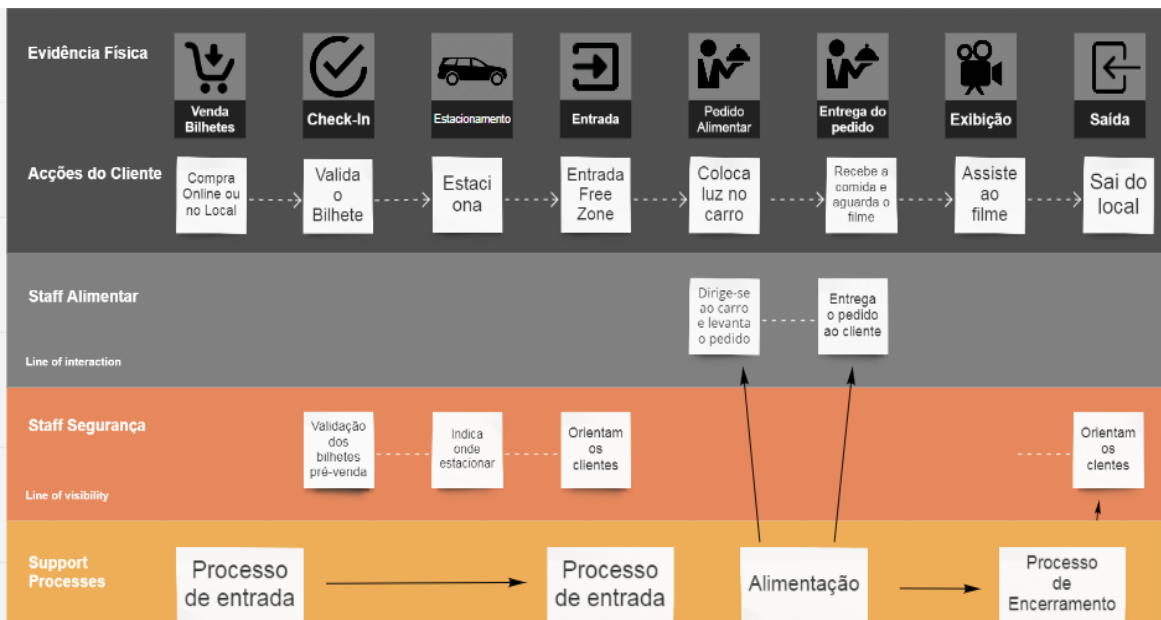 Evidência Física
Venda
Bilhetes
Check-In
Estacionamento
Entrada
Pedido
Alimentar
Entrega do
pedido
Exibição
Saída
Acções do Cliente
Compra
Online ou
no Local
Valida
o
Bilhete
Estaci
ona
Entrada
Free
Zone
Coloca
luz no
carro
Recebe a
comida e
aguarda o
filme
Assiste
ao
filme
Sai do
local
Staff Alimentar
Dirige-se
ao carro
e levanta
o pedido
Entrega
o pedido
ao cliente
Line of interaction
Staff Segurança
Validação
dos
bilhetes
pré-venda
Indica
onde
estacionar
Orientam
os
clientes
Orientam
os
clentes
Line of visibility
Support
Processes
Processo
de entrada
Processo
de entrada
Alimentação
Processo
de
Encerramento